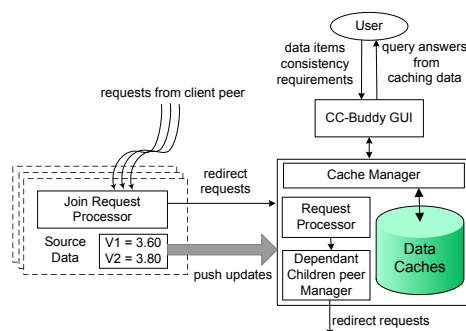 User
data items
consistency
requirements
query answers
from
caching data
requests from client peer
CC-Buddy GUI
redirect
requests
Cache Manager
Join Request
Processor
Request
Processor
Source
Data
V1 = 3.60
V2 = 3.80
push updates
Dependant
Children peer
Manager
Data
Caches
redirect requests